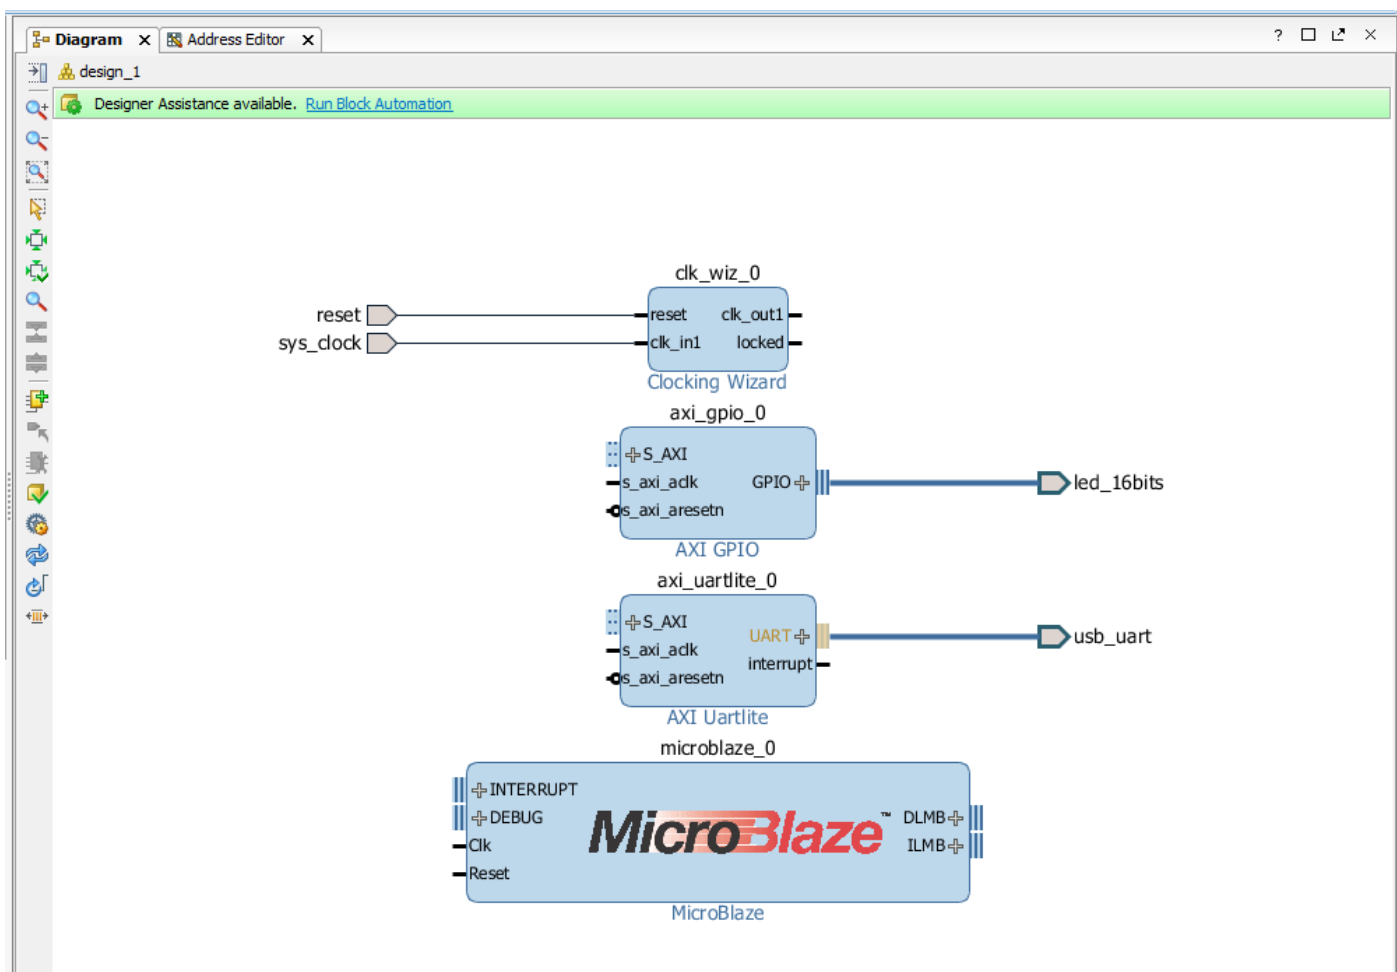 Diagram X Address Editor X ?
design_1
Designer Assistance available. Run Block Automation
clk_wiz_0
reset reset clk_out1
sys_clock clk_in1 locked
Clocking Wizard
axi_gpio_0
S_AXI
s_axi_aclk GPIO led_16bits
s_axi_aresetn
AXI GPIO
axi_uartlite_0
S_AXI
UART usb_uart
s_axi_aclk
interrupt
s_axi_aresetn
AXI Uartlite
microblaze_0
INTERRUPT
DEBUG MicroBlaze™ DLMB
Clk ILMB
Reset
MicroBlaze